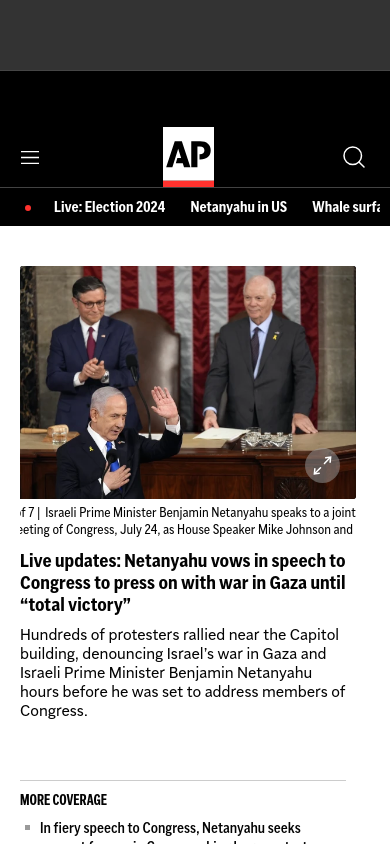 AP
Live: Election 2024 Netanyahu in US Whale surfa
of 7 | Israeli Prime Minister Benjamin Netanyahu speaks to a joint
eeting of Congress, July 24, as House Speaker Mike Johnson and
Live updates: Netanyahu vows in speech to
Congress to press on with war in Gaza until
“total victory”
Hundreds of protesters rallied near the Capitol
building, denouncing Israel’s war in Gaza and
Israeli Prime Minister Benjamin Netanyahu
hours before he was set to address members of
Congress.
MORE COVERAGE
In fiery speech to Congress, Netanyahu seeks